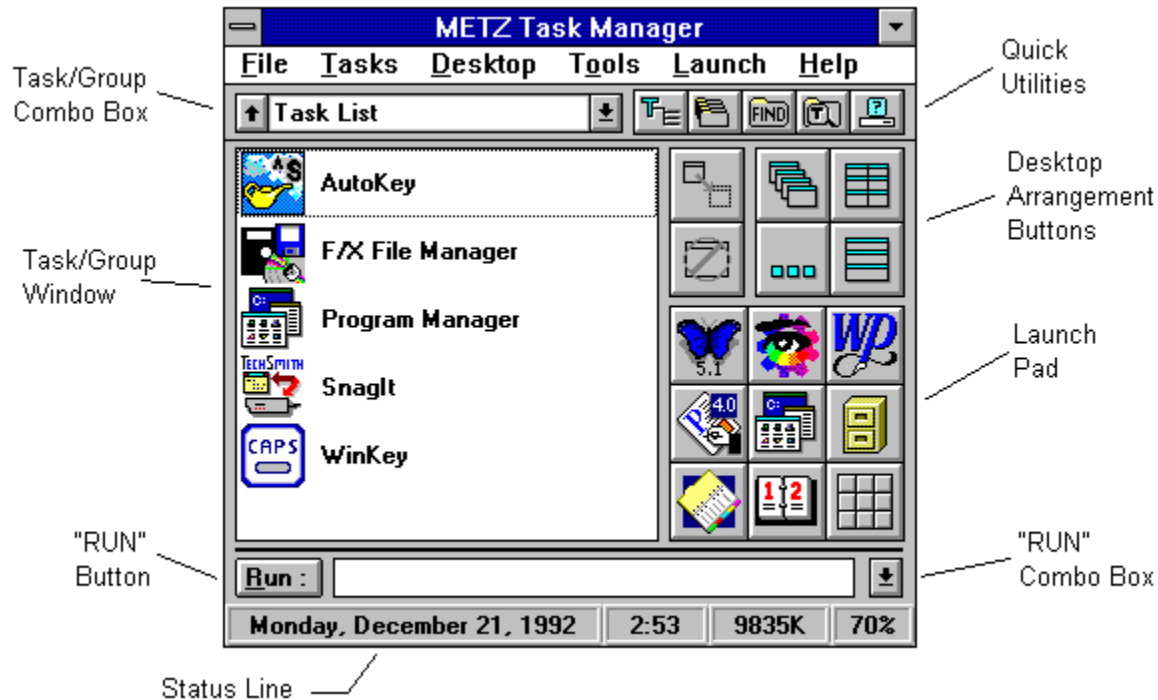 METZ Task Manager
File Tasks Desktop Tools Launch Help
Task/Group
Combo Box
Task List
FIND
T
?
Quick
Utilities
AS
AutoKey
Desktop
Arrangement
Buttons
Task/Group
Window
F/X File Manager
C:
Program Manager
5.1
WP
Launch
Pad
TECHSMITH
SnagIt
P
4.0
C:
CAPS
WinKey
1 2
"RUN"
Button
Run :
"RUN"
Combo Box
Monday, December 21, 1992 2:53 9835K 70%
Status Line